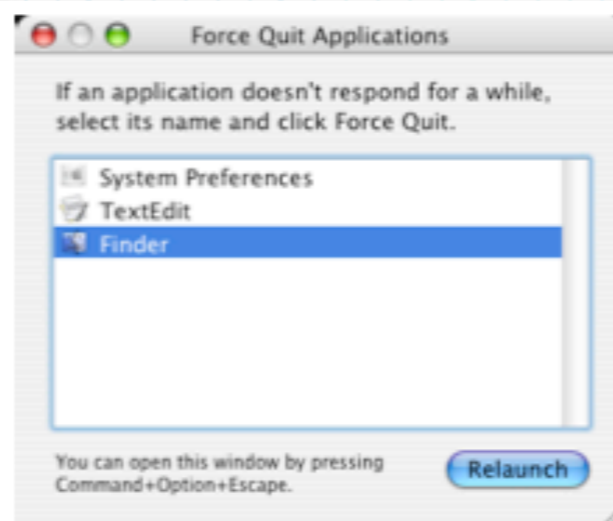 Force Quit Applications
If an application doesn't respond for a while,
select its name and click Force Quit.
System Preferences
TextEdit
Finder
You can open this window by pressing
Command+Option+Escape.
Relaunch